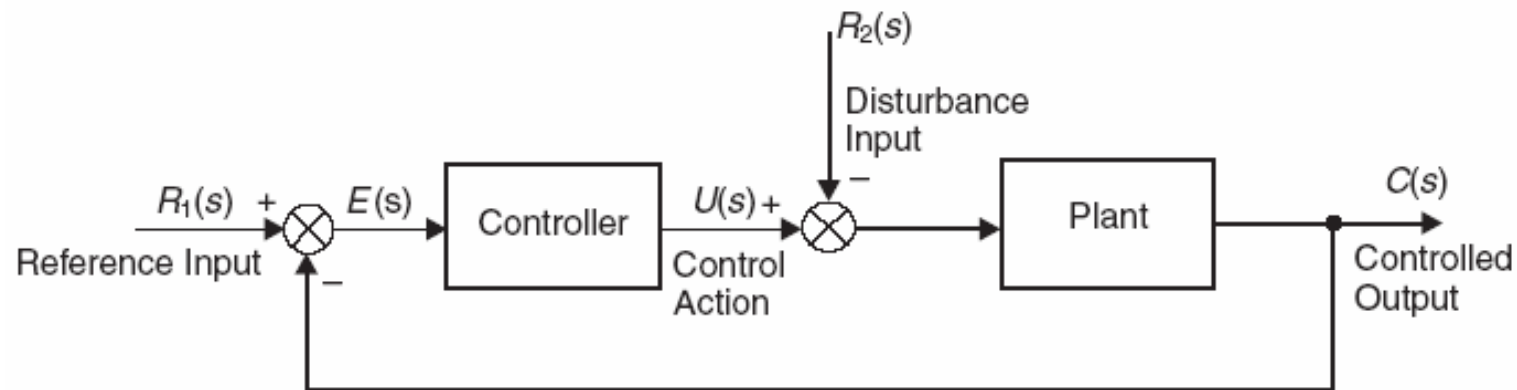 R₂(s)
Disturbance
Input
−
R₁(s) +
E(s)
Controller
U(s) +
Plant
C(s)
Reference Input
−
Control
Action
Controlled
Output